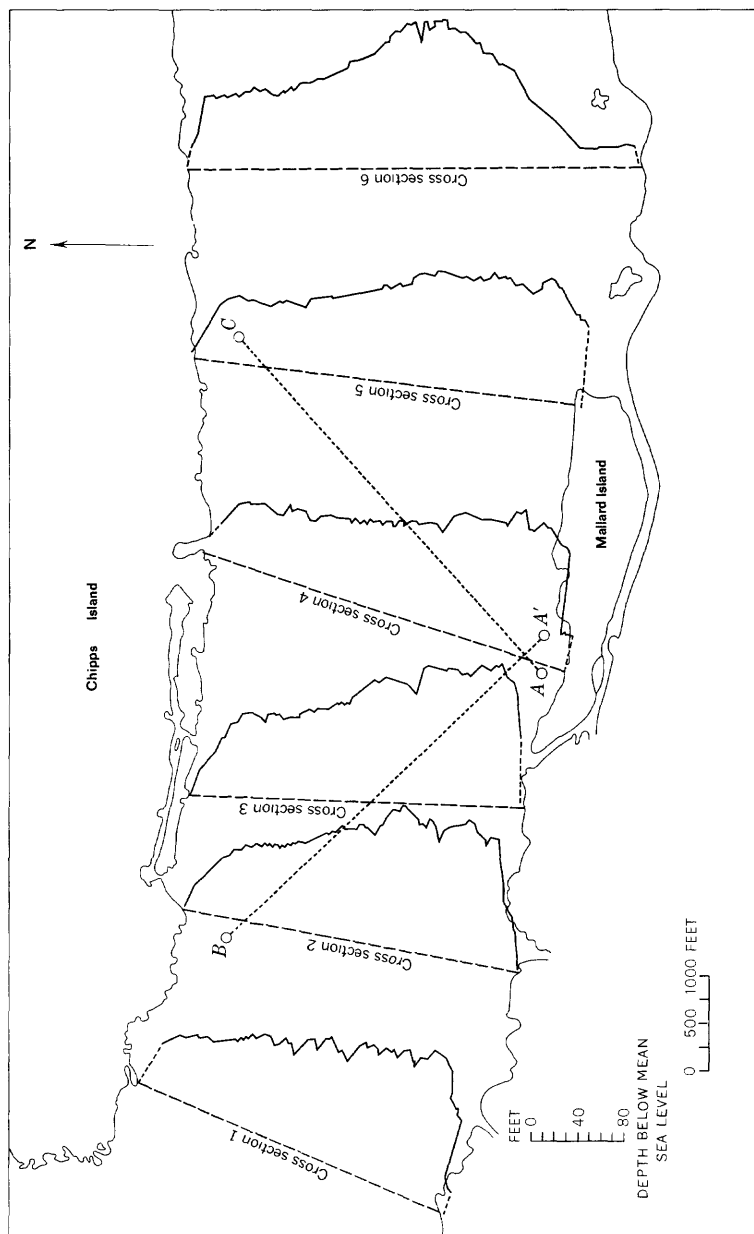 N
Chipps Island
Cross section 1
Cross section 2
Cross section 3
Cross section 4
Cross section 5
Cross section 6
B
C
A
A'
Mallard Island
FEET
0
40
80
DEPTH BELOW MEAN
SEA LEVEL
0 500 1000 FEET